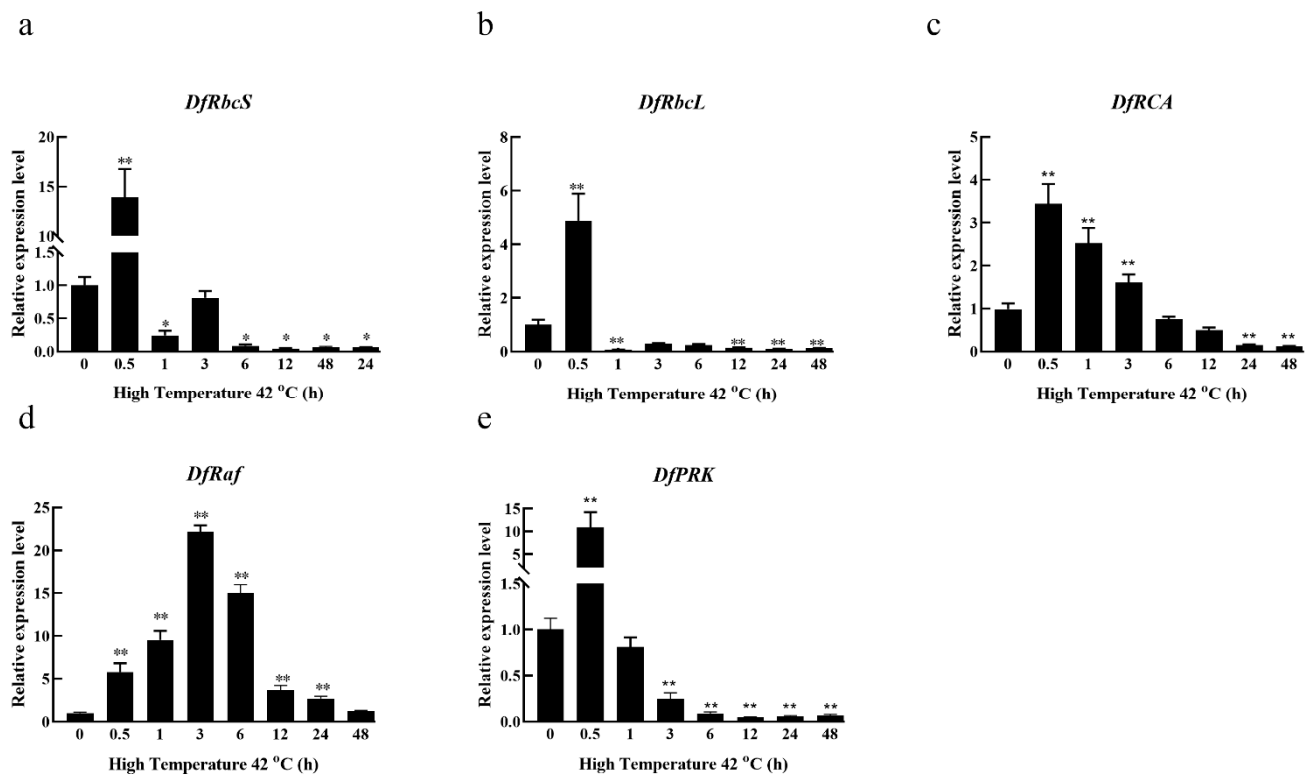 a
b
c
DfRbcS
DfRbcL
DfRCA
Relative expression level
20
15
10
1.5
1.0
0.5
0.0
**
*
*
*
*
*
0 0.5 1 3 6 12 48 24
High Temperature 42 °C (h)
Relative expression level
8
6
4
2
0
**
**
**
**
**
0 0.5 1 3 6 12 24 48
High Temperature 42 °C (h)
Relative expression level
5
4
3
2
1
0
**
**
**
**
**
0 0.5 1 3 6 12 24 48
High Temperature 42 °C (h)
d
e
DfRaf
DfPRK
Relative expression level
25
20
15
10
5
0
**
**
**
**
**
**
0 0.5 1 3 6 12 24 48
High Temperature 42 °C (h)
Relative expression level
15
10
5
1.5
1.0
0.5
0.0
**
**
**
**
**
**
0 0.5 1 3 6 12 24 48
High Temperature 42 °C (h)